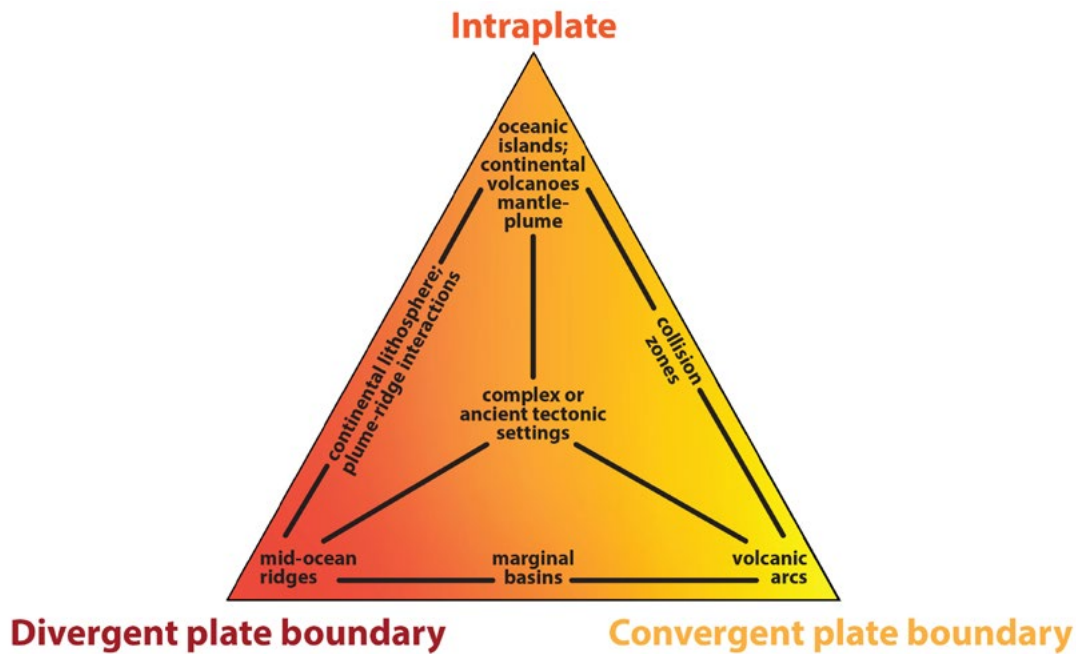 Intraplate
oceanic
islands;
continental
volcanoes
mantle-
plume
continental lithosphere;
plume-ridge interactions
collision
zones
complex or
ancient tectonic
settings
mid-ocean
ridges
marginal
basins
volcanic
arcs
Divergent plate boundary
Convergent plate boundary